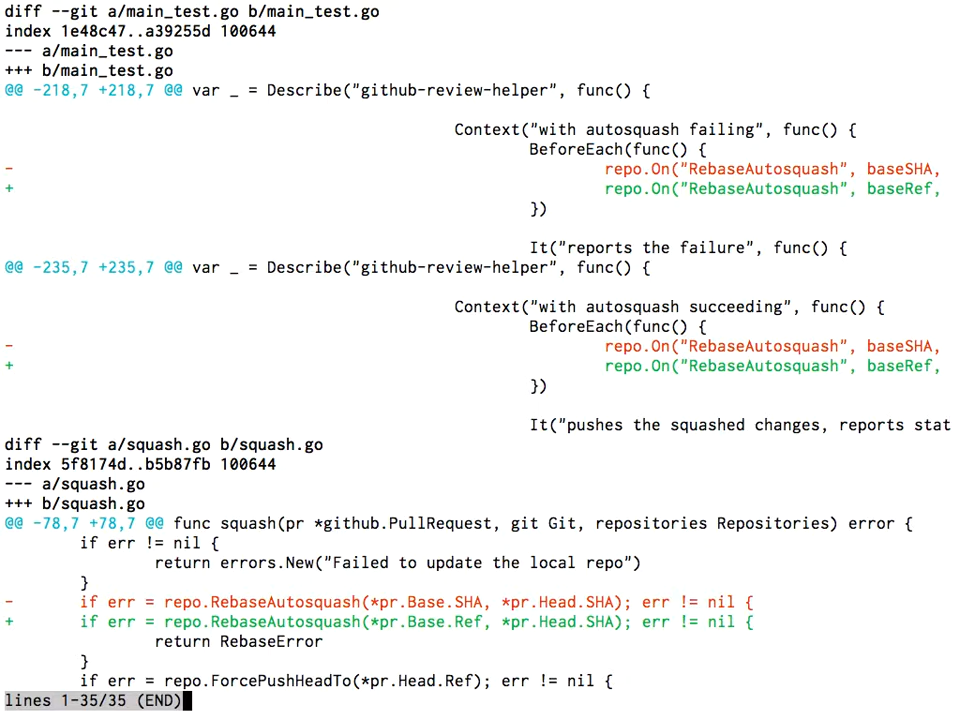 diff --git a/main_test.go b/main_test.go
index 1e48c47..a39255d 100644
--- a/main_test.go
+++ b/main_test.go
@@ -218,7 +218,7 @@ var _ = Describe("github-review-helper", func() {
Context("with autosquash failing", func() {
BeforeEach(func() {
- repo.On("RebaseAutosquash", baseSHA,
+ repo.On("RebaseAutosquash", baseRef,
})
It("reports the failure", func() {
@@ -235,7 +235,7 @@ var _ = Describe("github-review-helper", func() {
Context("with autosquash succeeding", func() {
BeforeEach(func() {
- repo.On("RebaseAutosquash", baseSHA,
+ repo.On("RebaseAutosquash", baseRef,
})
It("pushes the squashed changes, reports stat
diff --git a/squash.go b/squash.go
index 5f8174d..b5b87fb 100644
--- a/squash.go
+++ b/squash.go
@@ -78,7 +78,7 @@ func squash(pr *github.PullRequest, git Git, repositories Repositories) error {
if err != nil {
return errors.New("Failed to update the local repo")
}
- if err = repo.RebaseAutosquash(*pr.Base.SHA, *pr.Head.SHA); err != nil {
+ if err = repo.RebaseAutosquash(*pr.Base.Ref, *pr.Head.SHA); err != nil {
return RebaseError
}
if err = repo.ForcePushHeadTo(*pr.Head.Ref); err != nil {
lines 1-35/35 (END)